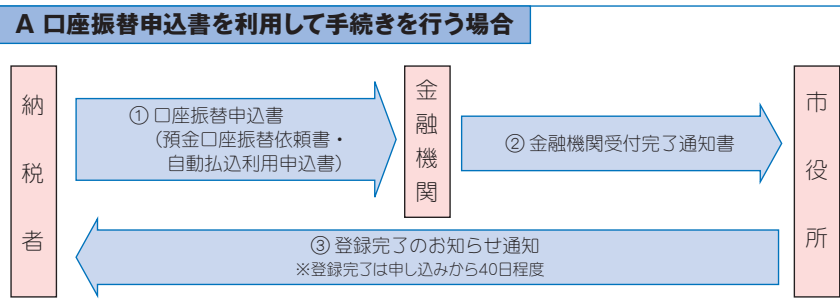 A 口座振替申込書を利用して手続きを行う場合
納税者
① 口座振替申込書
(預金口座振替依頼書・
自動払込利用申込書)
金融機関
② 金融機関受付完了通知書
市役所
③ 登録完了のお知らせ通知
※登録完了は申し込みから40日程度